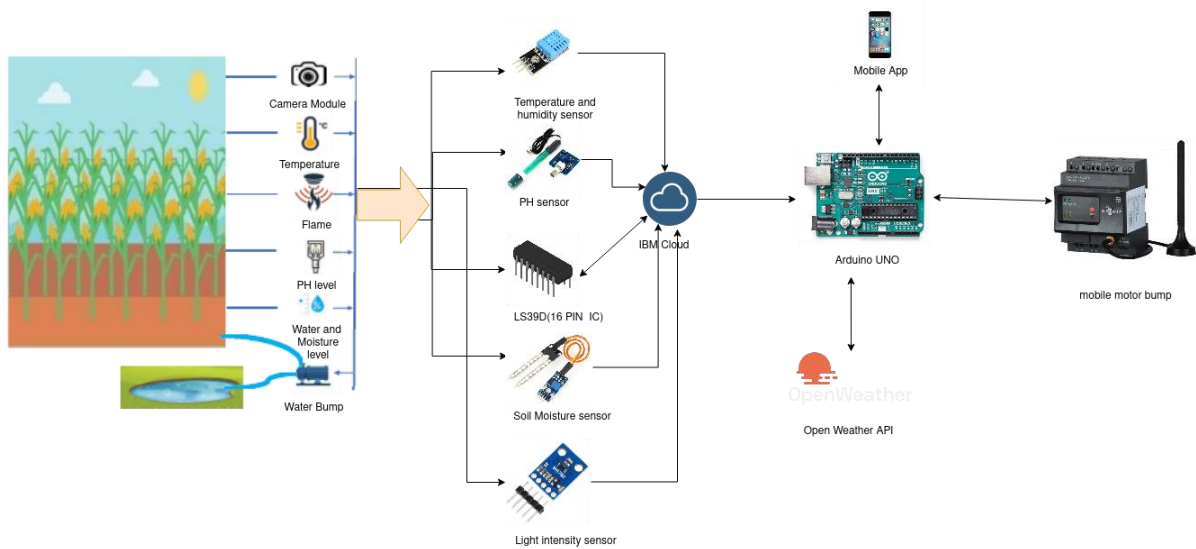 Camera Module
°C
Temperature
Flame
PH level
Water and
Moisture
level
Water Bump
Temperature and
humidity sensor
PH sensor
LS39D(16 PIN IC)
Soil Moisture sensor
Light intensity sensor
IBM Cloud
Mobile App
ARDUINO
UNO
Arduino UNO
OpenWeather
Open Weather API
mobile motor bump